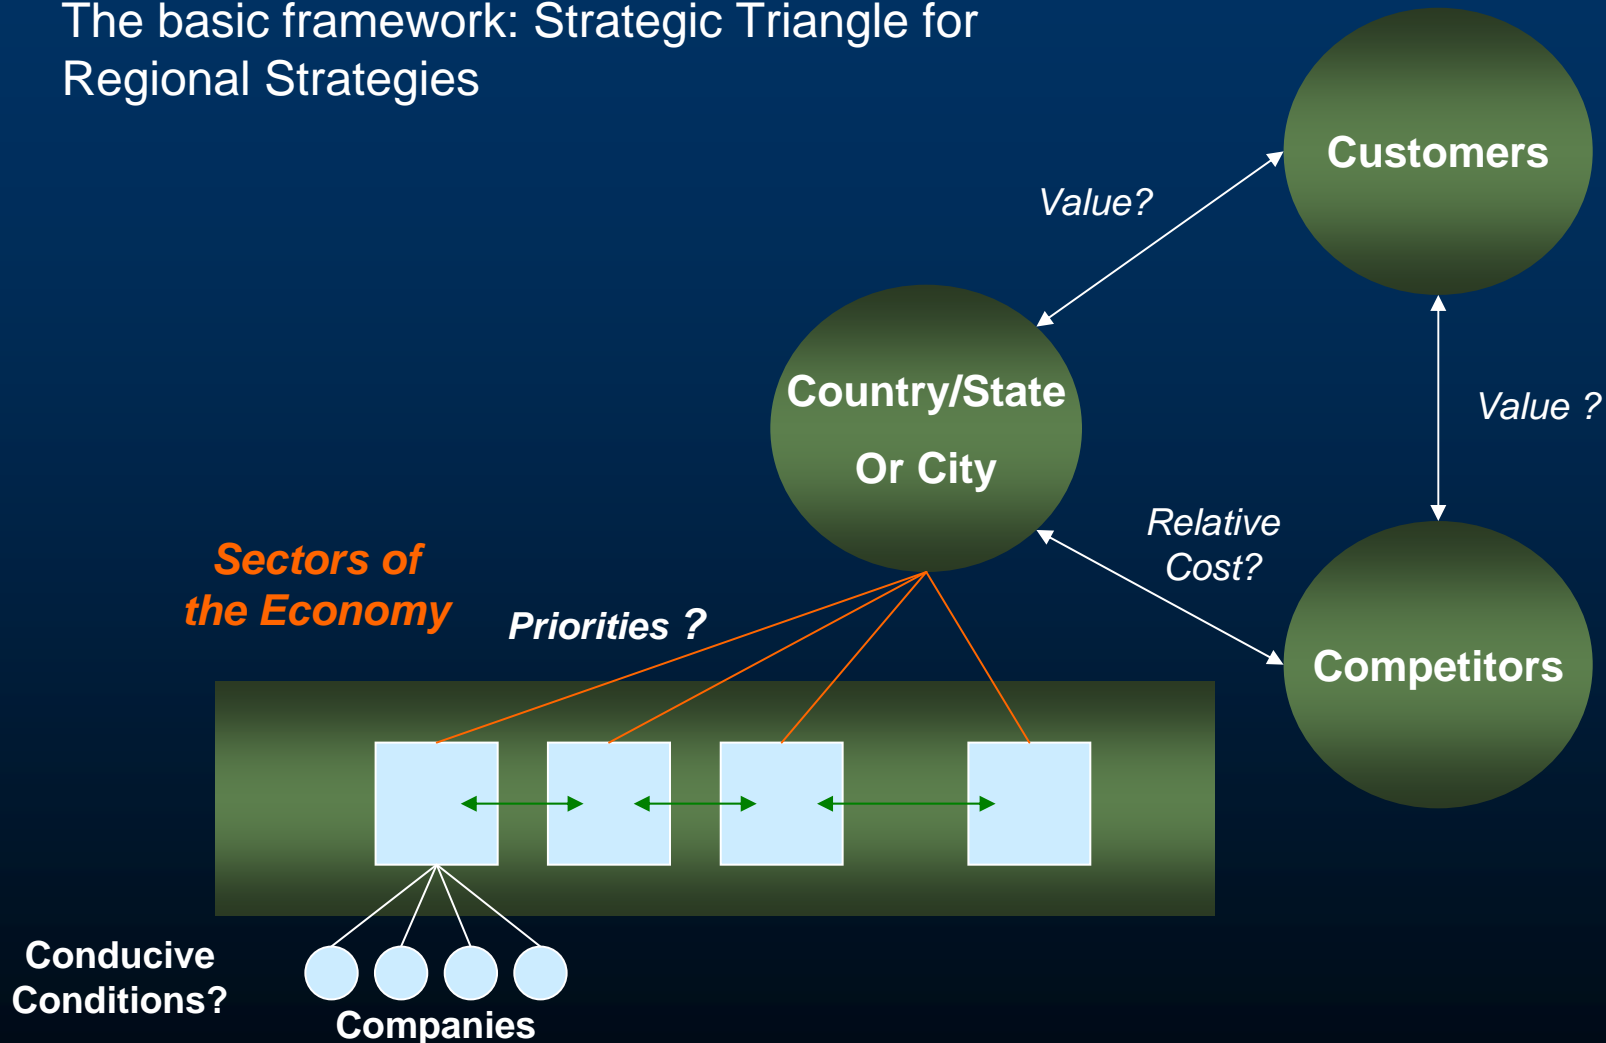 The basic framework: Strategic Triangle for
Regional Strategies
Customers
Value?
Country/State
Or City
Value ?
Relative
Cost?
Sectors of
the Economy
Priorities ?
Competitors
Conducive
Conditions?
Companies